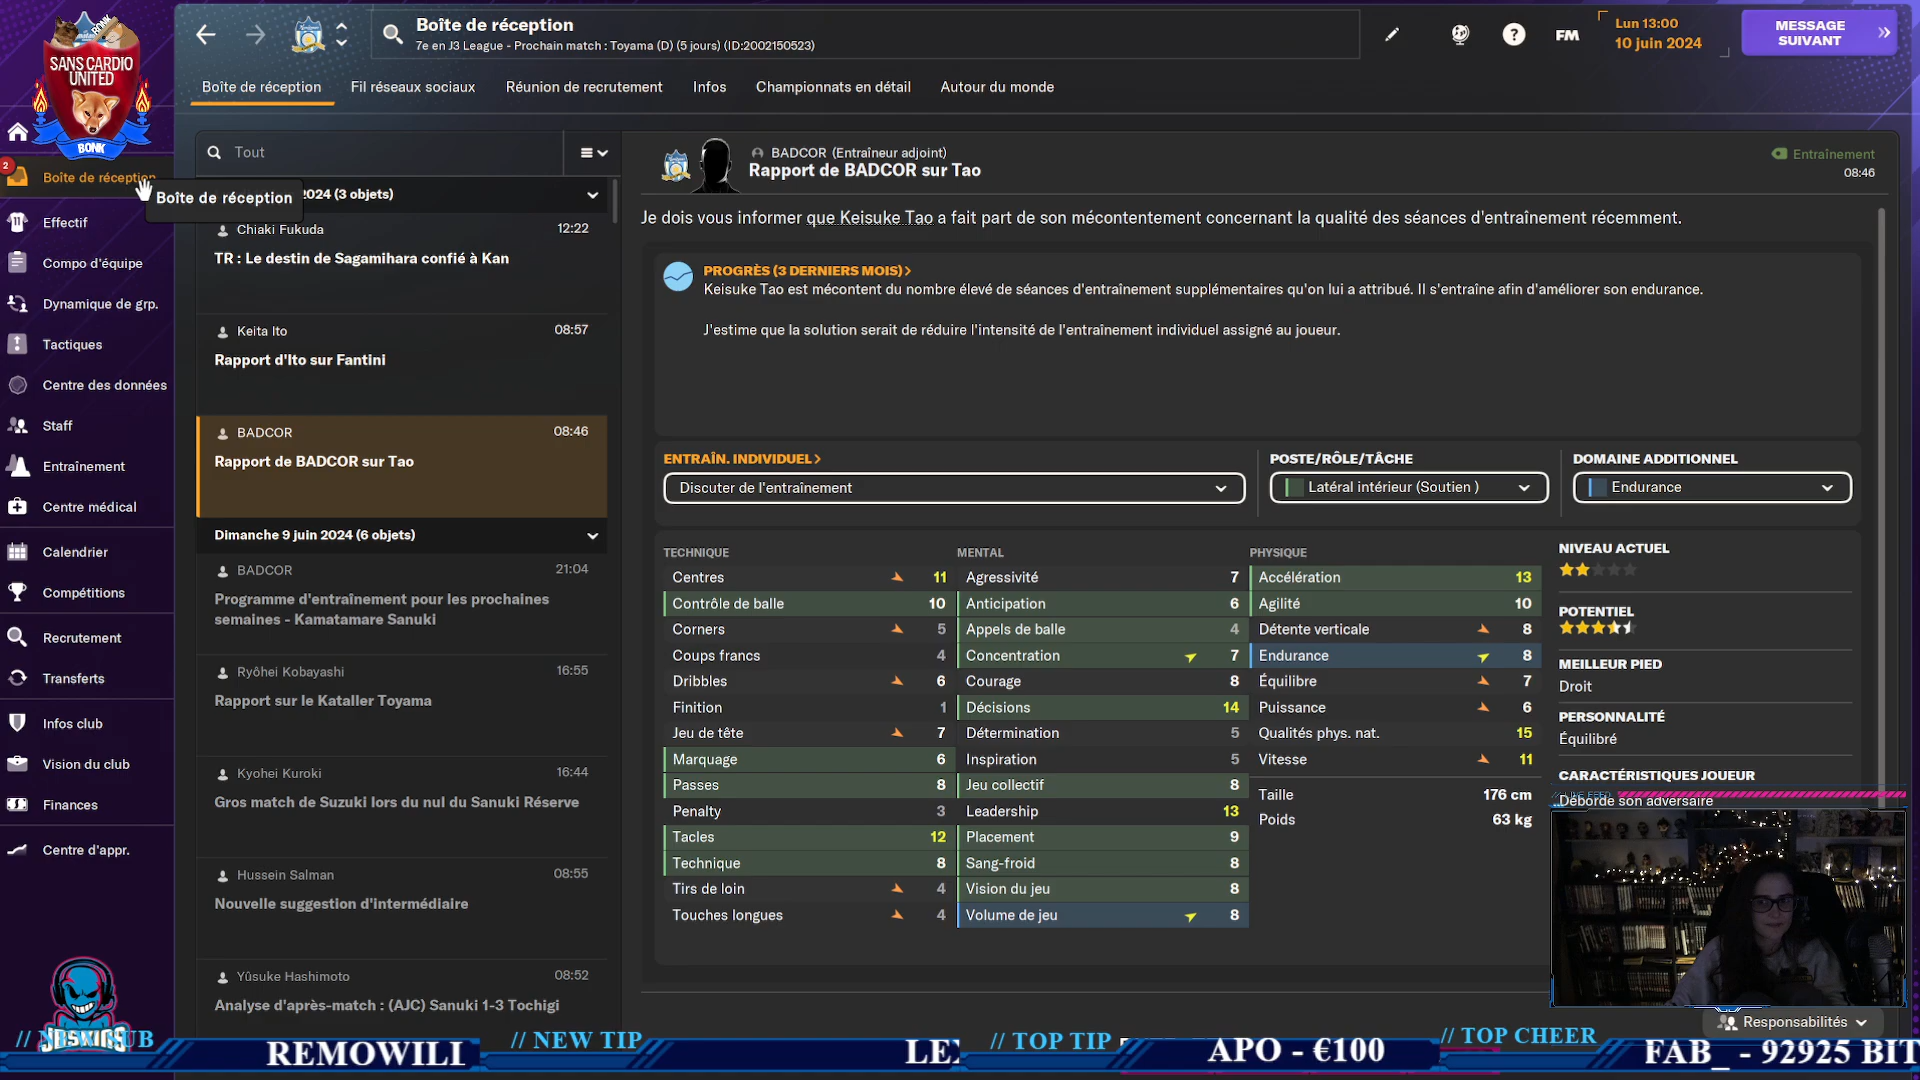 SANS CARDIO
UNITED
BONK
Boîte de réception
7e en J3 League - Prochain match : Toyama (D) (5 jours) (ID:2002150523)
FM
Lun 13:00
10 juin 2024
MESSAGE
SUIVANT
Boîte de réception
Fil réseaux sociaux
Réunion de recrutement
Infos
Championnats en détail
Autour du monde
2
Boîte de réception
Boîte de réception
Effectif
Compo d'équipe
Dynamique de grp.
Tactiques
Centre des données
Staff
Entraînement
Centre médical
Calendrier
Compétitions
Recrutement
Transferts
Infos club
Vision du club
Finances
Centre d'appr.
Tout
2024 (3 objets)
Chiaki Fukuda 12:22
TR : Le destin de Sagamihara confié à Kan
Keita Ito 08:57
Rapport d'Ito sur Fantini
BADCOR 08:46
Rapport de BADCOR sur Tao
Dimanche 9 juin 2024 (6 objets)
BADCOR 21:04
Programme d'entraînement pour les prochaines
semaines - Kamatamare Sanuki
Ryôhei Kobayashi 16:55
Rapport sur le Kataller Toyama
Kyohei Kuroki 16:44
Gros match de Suzuki lors du nul du Sanuki Réserve
Hussein Salman 08:55
Nouvelle suggestion d'intermédiaire
Yûsuke Hashimoto 08:52
Analyse d'après-match : (AJC) Sanuki 1-3 Tochigi
BADCOR (Entraîneur adjoint)
Rapport de BADCOR sur Tao
Entraînement
08:46
Je dois vous informer que Keisuke Tao a fait part de son mécontentement concernant la qualité des séances d'entraînement récemment.
PROGRÈS (3 DERNIERS MOIS)>
Keisuke Tao est mécontent du nombre élevé de séances d'entraînement supplémentaires qu'on lui a attribué. Il s'entraîne afin d'améliorer son endurance.
J'estime que la solution serait de réduire l'intensité de l'entraînement individuel assigné au joueur.
ENTRAÎN. INDIVIDUEL>
Discuter de l'entraînement
POSTE/RÔLE/TÂCHE
Latéral intérieur (Soutien )
DOMAINE ADDITIONNEL
Endurance
TECHNIQUE
Centres 11
Contrôle de balle 10
Corners 5
Coups francs 4
Dribbles 6
Finition 1
Jeu de tête 7
Marquage 6
Passes 8
Penalty 3
Tacles 12
Technique 8
Tirs de loin 4
Touches longues 4
MENTAL
Agressivité 7
Anticipation 6
Appels de balle 4
Concentration 7
Courage 8
Décisions 14
Détermination 5
Inspiration 5
Jeu collectif 8
Leadership 13
Placement 9
Sang-froid 8
Vision du jeu 8
Volume de jeu 8
PHYSIQUE
Accélération 13
Agilité 10
Détente verticale 8
Endurance 8
Équilibre 7
Puissance 6
Qualités phys. nat. 15
Vitesse 11
Taille 176 cm
Poids 63 kg
NIVEAU ACTUEL
POTENTIEL
MEILLEUR PIED
Droit
PERSONNALITÉ
Équilibré
CARACTÉRISTIQUES JOUEUR
Déborde son adversaire
Responsabilités
// NEW SUB
REMOWILL
// NEW TIP
LE
// TOP TIP
APO - €100
// TOP CHEER
FAB_ - 92925 BIT